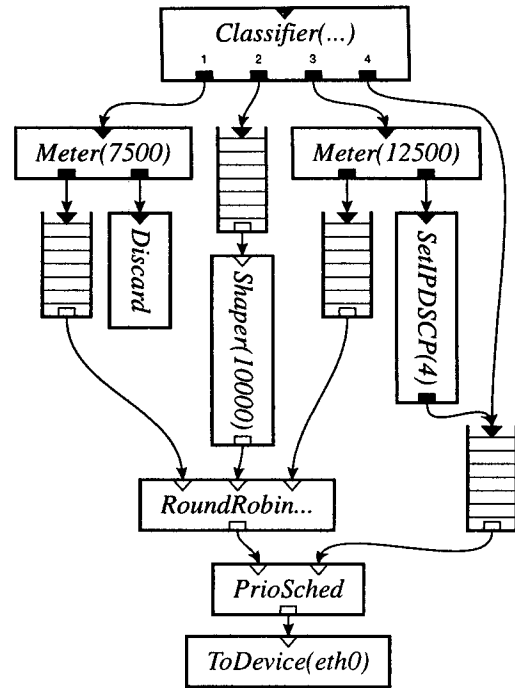 Classifier(...)
1 2 3 4
Meter(7500)
Meter(12500)
Discard
Shaper(10000)
SetIPDSCP(4)
RoundRobin...
PrioSched
ToDevice(eth0)